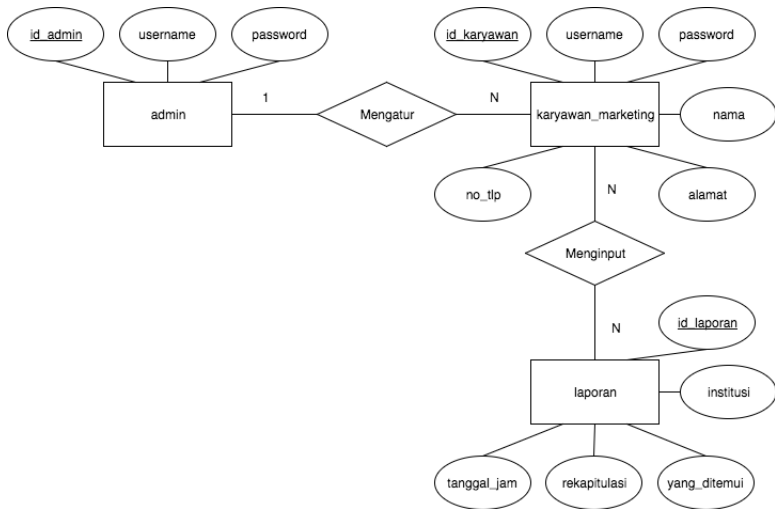 id_admin
username
password
id_karyawan
username
password
admin
1
Mengatur
N
karyawan_marketing
nama
no_tlp
N
alamat
Menginput
N
id_laporan
laporan
institusi
tanggal_jam
rekapitulasi
yang_ditemui